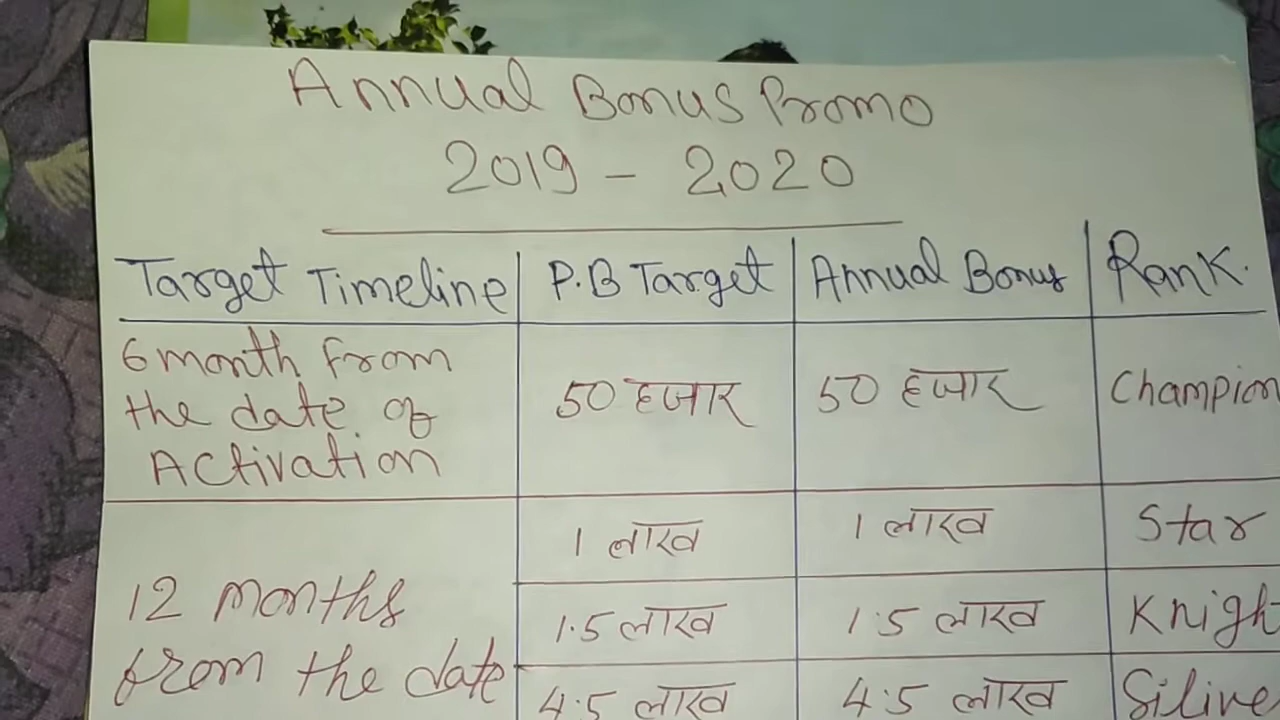 Annual Bonus Promo
2019 - 2020
Target Timeline P.B Target Annual Bonus Rank.
6 month from
the date of
Activation
50 हजार 50 हजार Champion
1 लाख 1 लाख Star
12 months
from the date
1.5 लाख 1.5 लाख Knigh
4.5 लाख 4.5 लाख Silive